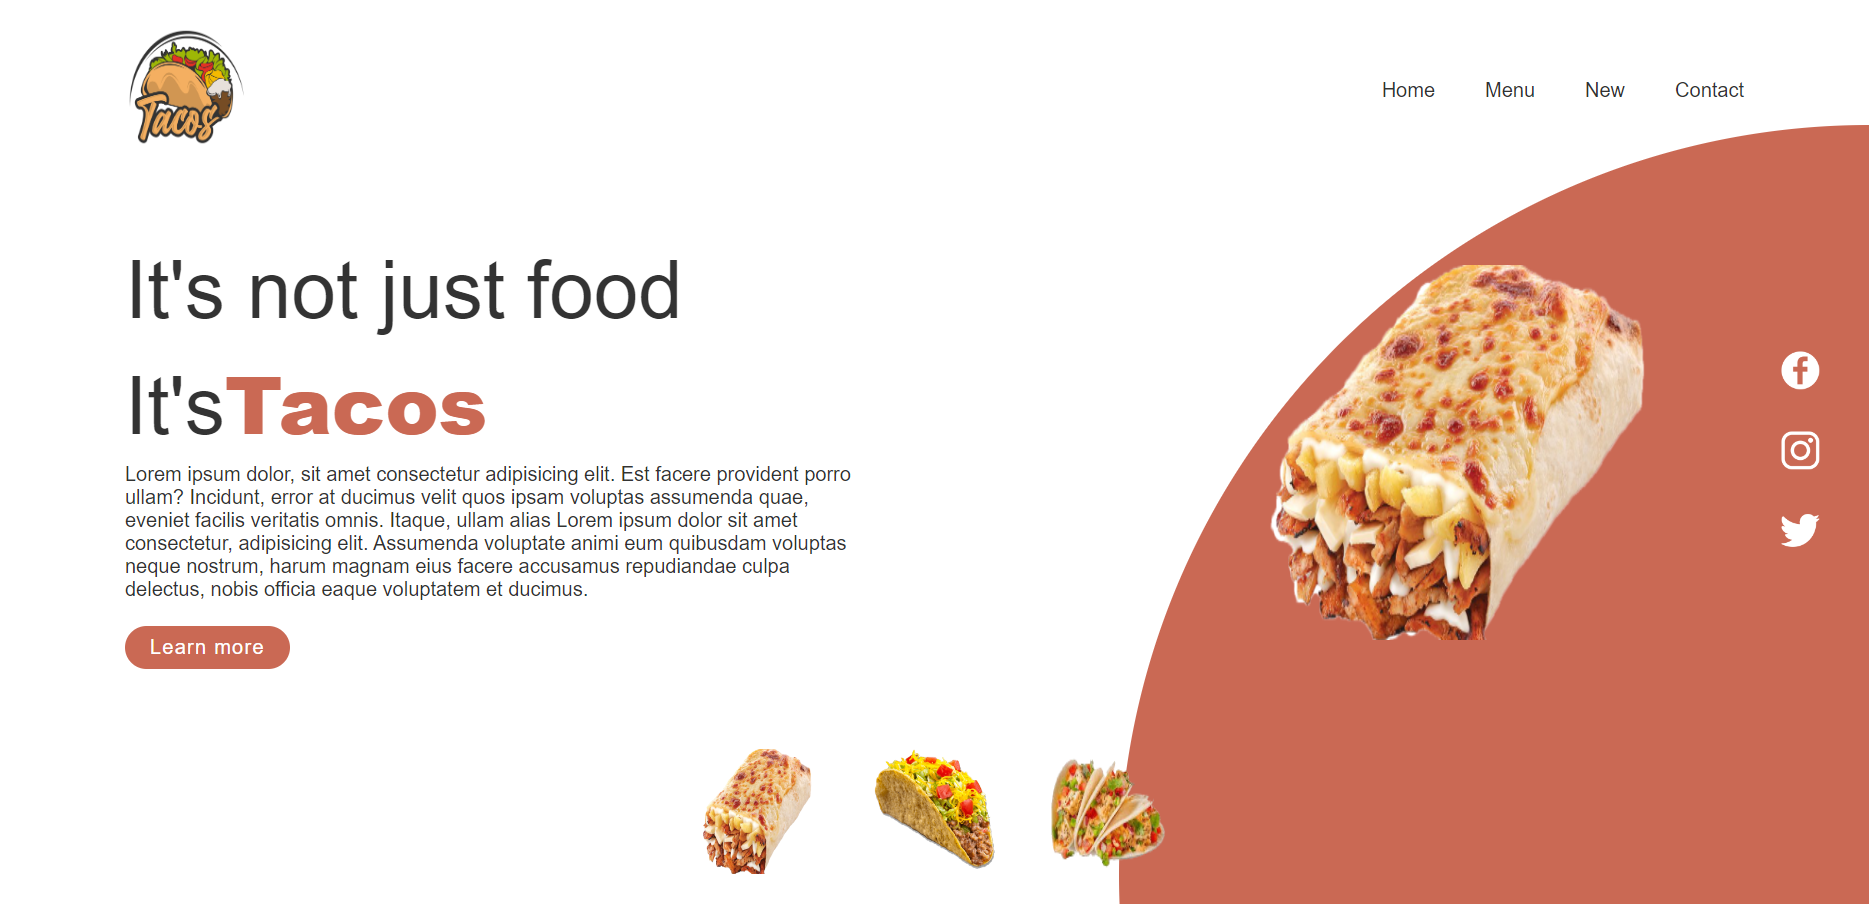 Tacos
Home Menu New Contact
It's not just food
It'sTacos
Lorem ipsum dolor, sit amet consectetur adipisicing elit. Est facere provident porro
ullam? Incidunt, error at ducimus velit quos ipsam voluptas assumenda quae,
eveniet facilis veritatis omnis. Itaque, ullam alias Lorem ipsum dolor sit amet
consectetur, adipisicing elit. Assumenda voluptate animi eum quibusdam voluptas
neque nostrum, harum magnam eius facere accusamus repudiandae culpa
delectus, nobis officia eaque voluptatem et ducimus.
Learn more